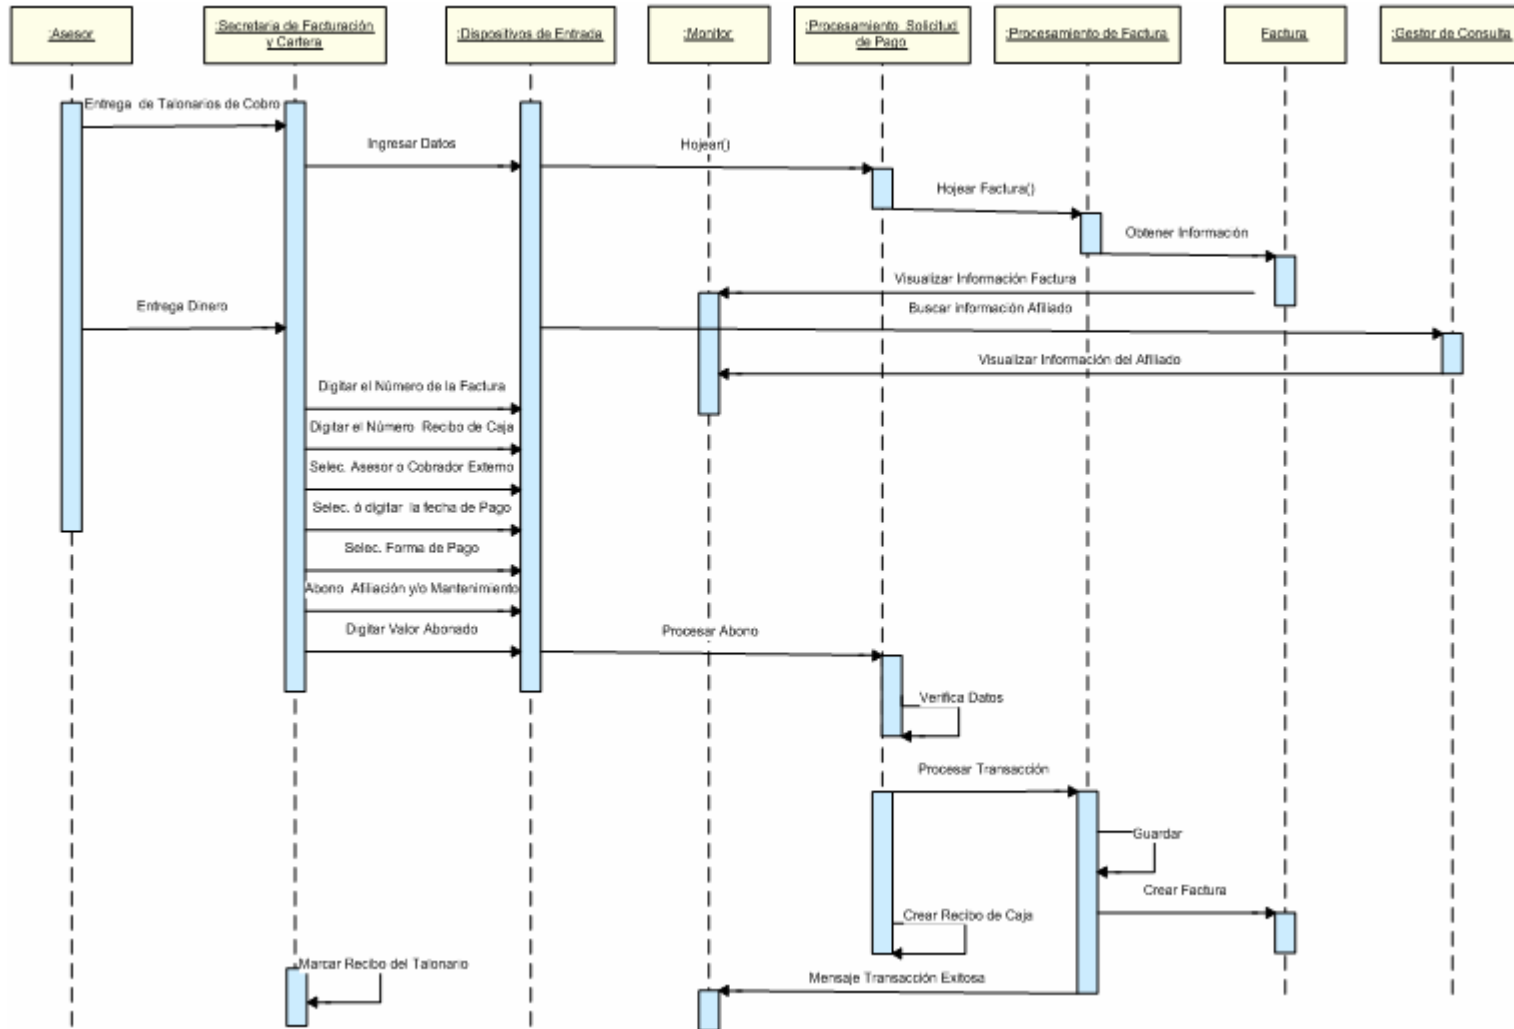 :Asesor
:Secretaria de Facturación
y Cartera
:Dispositivos de Entrada
:Monitor
:Procesamiento Solicitud
de Pago
:Procesamiento de Factura
Factura
:Gestor de Consulta
Entrega de Talonarios de Cobro
Ingresar Datos
Hojear()
Hojear Factura()
Obtener Información
Visualizar Información Factura
Entrega Dinero
Buscar información Afiliado
Visualizar Información del Afiliado
Digitar el Número de la Factura
Digitar el Número Recibo de Caja
Selec. Asesor o Cobrador Externo
Selec. ó digitar la fecha de Pago
Selec. Forma de Pago
Abono Afiliación y/o Mantenimiento
Digitar Valor Abonado
Procesar Abono
Verifica Datos
Procesar Transacción
Guardar
Crear Factura
Crear Recibo de Caja
Marcar Recibo del Talonario
Mensaje Transacción Exitosa